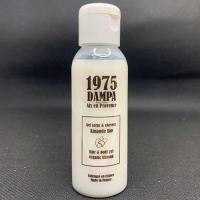 1975
DAMPA
Aix en Provence
Gel corps & cheveux
Amande Bio
Hair & Body gel
Organic Almond
Fabriqué en France
Made in France